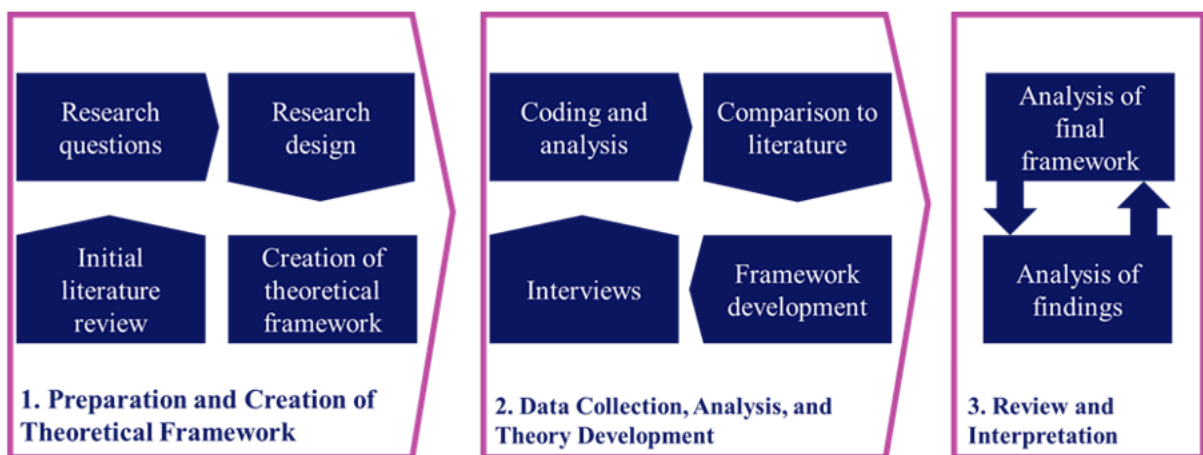 Research
questions
Research
design
Initial
literature
review
Creation of
theoretical
framework
1. Preparation and Creation of
Theoretical Framework
Coding and
analysis
Comparison to
literature
Interviews
Framework
development
2. Data Collection, Analysis, and
Theory Development
Analysis of
final
framework
Analysis of
findings
3. Review and
Interpretation